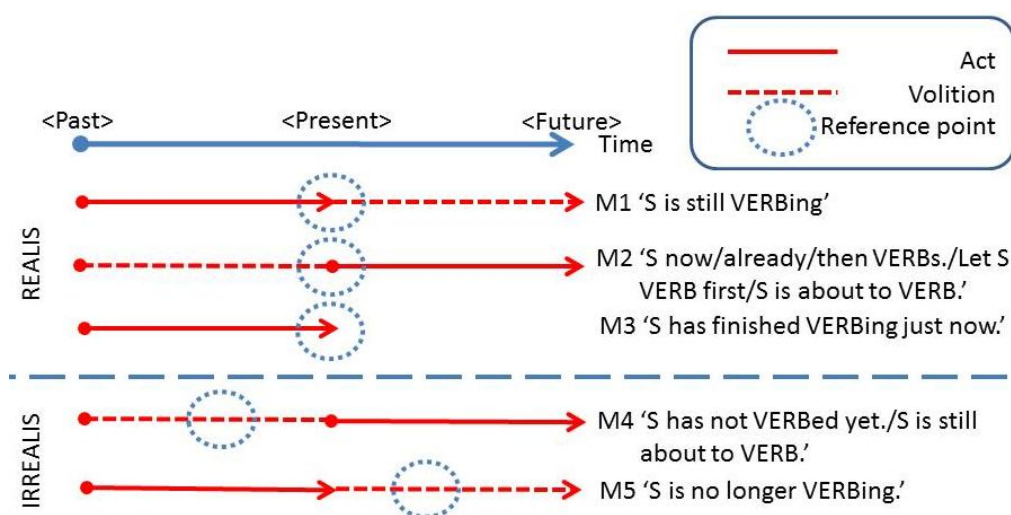 Act
Volition
Reference point
<Past> <Present> <Future>
Time
REALIS
M1 ‘S is still VERBing’
M2 ‘S now/already/then VERBs./Let S
VERB first/S is about to VERB.’
M3 ‘S has finished VERBing just now.’
IRREALIS
M4 ‘S has not VERBed yet./S is still
about to VERB.’
M5 ‘S is no longer VERBing.’